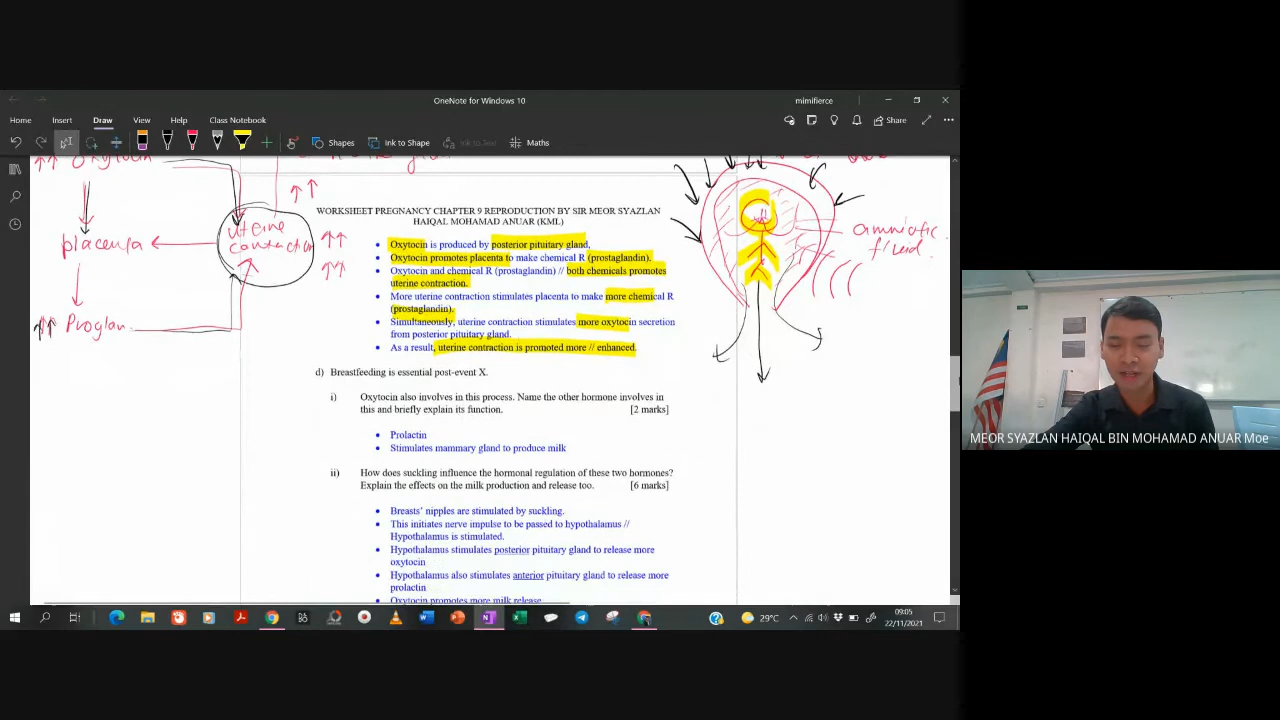 OneNote for Windows 10
mimifierce
Home
Insert
Draw
View
Help
Class Notebook
Share
Shapes
Ink to Shape
Ink to Text
Maths
↑↑ oxytocin
↑↑
placenta
uterine
contraction
↑↑
↑↑
↑↑ Proglan
WORKSHEET PREGNANCY CHAPTER 9 REPRODUCTION BY SIR MEOR SYAZLAN
HAIQAL MOHAMAD ANUAR (KML)
• Oxytocin is produced by posterior pituitary gland,
• Oxytocin promotes placenta to make chemical R (prostaglandin).
• Oxytocin and chemical R (prostaglandin) // both chemicals promotes
uterine contraction.
• More uterine contraction stimulates placenta to make more chemical R
(prostaglandin).
• Simultaneously, uterine contraction stimulates more oxytocin secretion
from posterior pituitary gland.
• As a result, uterine contraction is promoted more // enhanced.
d) Breastfeeding is essential post-event X.
i) Oxytocin also involves in this process. Name the other hormone involves in
this and briefly explain its function. [2 marks]
• Prolactin
• Stimulates mammary gland to produce milk
ii) How does suckling influence the hormonal regulation of these two hormones?
Explain the effects on the milk production and release too. [6 marks]
• Breasts’ nipples are stimulated by suckling.
• This initiates nerve impulse to be passed to hypothalamus //
Hypothalamus is stimulated.
• Hypothalamus stimulates posterior pituitary gland to release more
oxytocin
• Hypothalamus also stimulates anterior pituitary gland to release more
prolactin
• Oxytocin promotes more milk release
amniotic
fluid.
MEOR SYAZLAN HAIQAL BIN MOHAMAD ANUAR Moe
29°C
09:05
22/11/2021